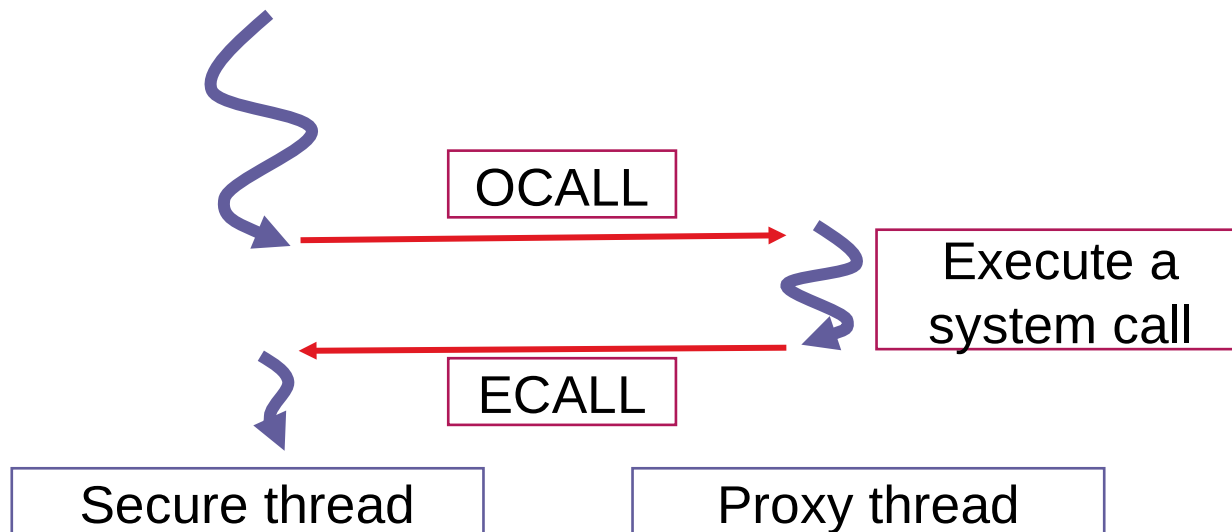 OCALL
Execute a
system call
ECALL
Secure thread
Proxy thread